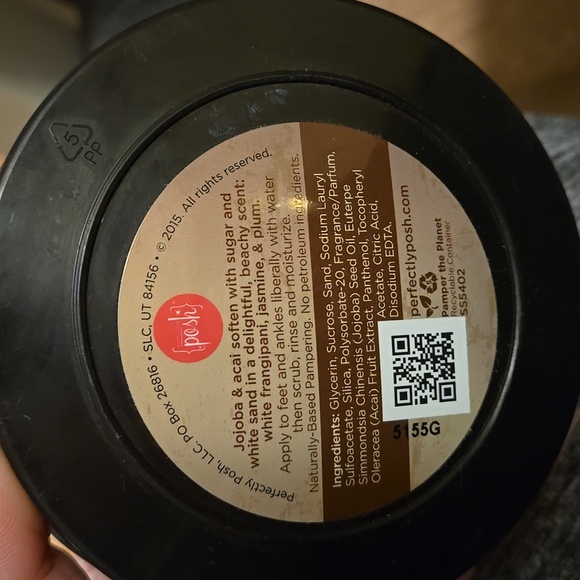 Perfectly Posh, LLC, PO Box 26816 • SLC, UT 84156 • © 2015. All rights reserved.
{posh}
Jojoba & acai soften with sugar and
white sand in a delightful, beachy scent:
white frangipani, jasmine, & plum.
Apply to feet and ankles liberally with water
then scrub, rinse and moisturize.
Naturally-Based Pampering. No petroleum ingredients.
Ingredients: Glycerin, Sucrose, Sand, Sodium Lauryl
Sulfoacetate, Silica, Polysorbate-20, Fragrance/Parfum,
Simmondsia Chinensis (Jojoba) Seed Oil, Euterpe
Oleracea (Acai) Fruit Extract, Panthenol, Tocopheryl
Acetate, Citric Acid,
Disodium EDTA.
perfectlyposh.com
Pamper the Planet
Recyclable Container
SS5402
5155G
5
PP